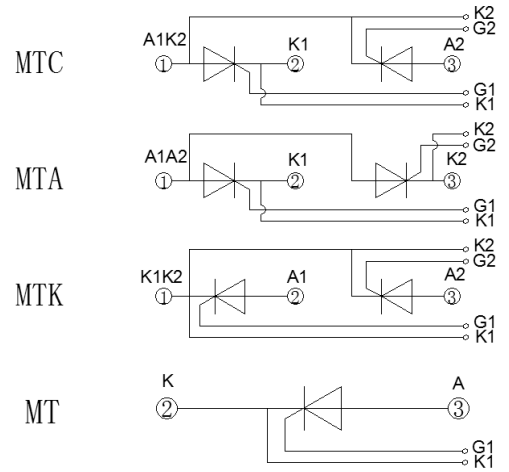 K2
G2
A1K2 K1 A2
MTC ① ② ③
G1
K1
K2
G2
A1A2 K1 K2
MTA ① ② ③
G1
K1
K2
G2
K1K2 A1 A2
MTK ① ② ③
G1
K1
K A
MT ② ③
G1
K1